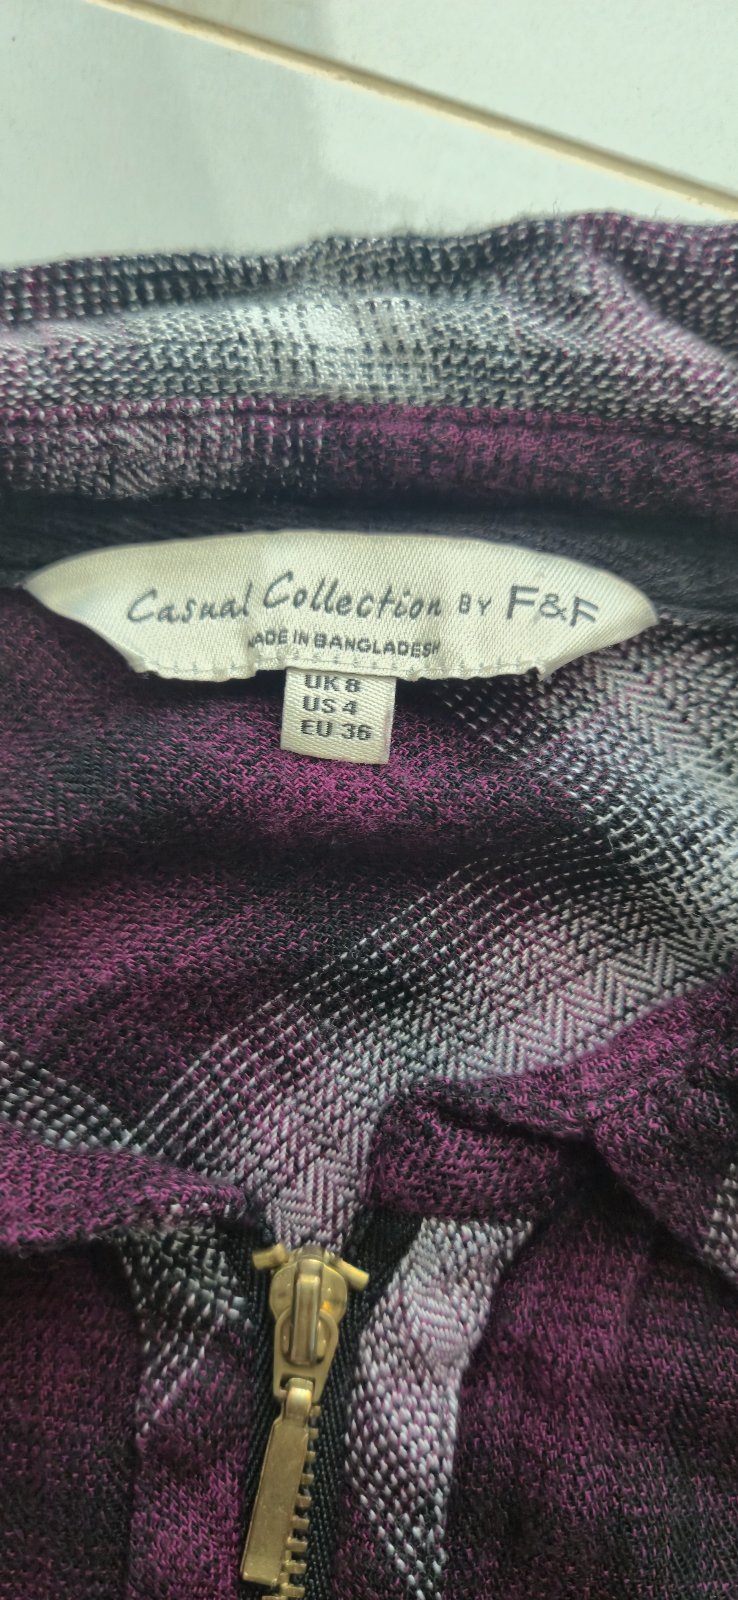 Casual Collection BY F&F
MADE IN BANGLADESH
UK 8
US 4
EU 36